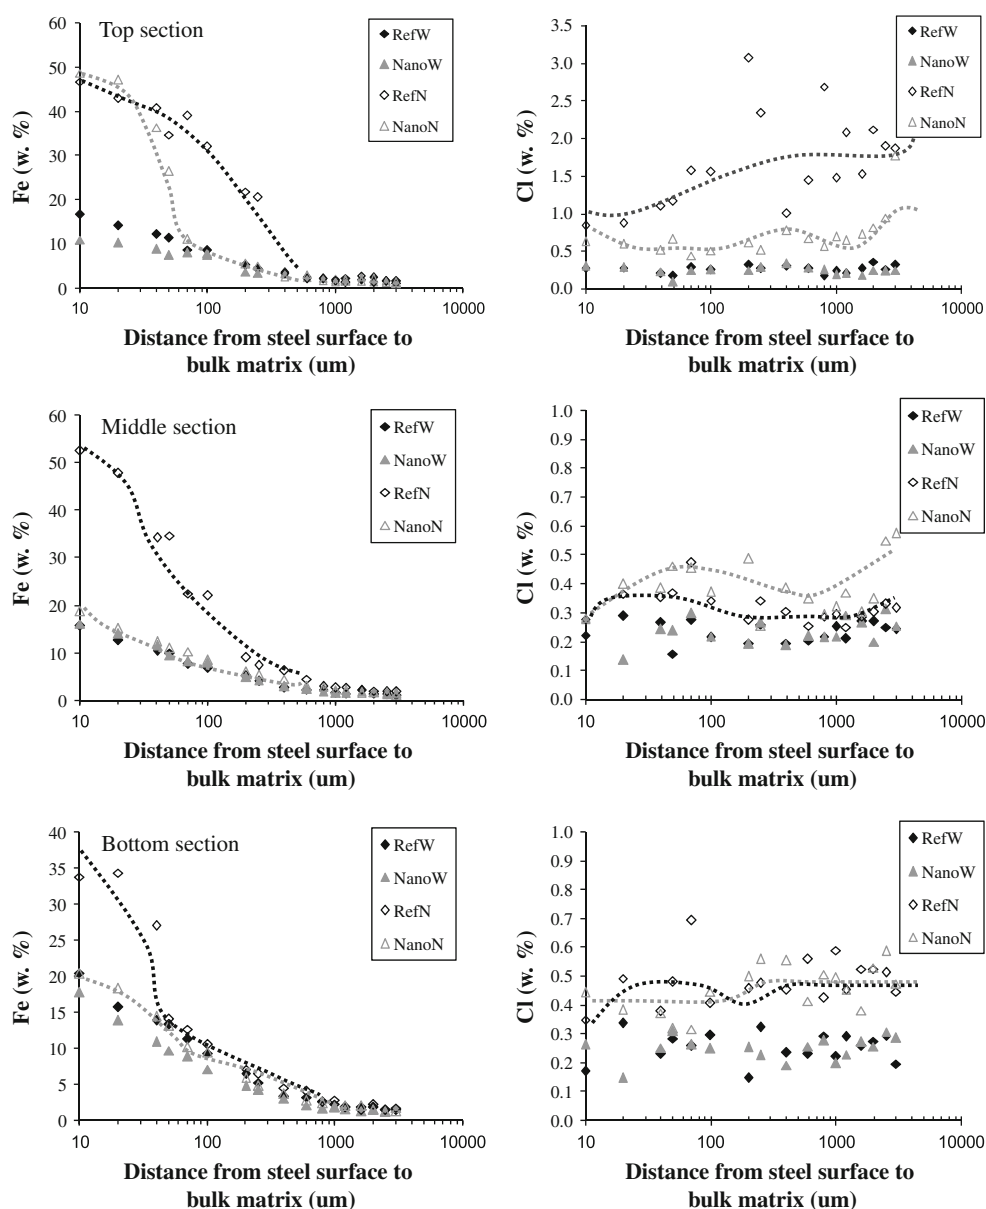 Top section
Fe (w. %)
60
50
40
30
20
10
0
10
100
1000
10000
RefW
NanoW
RefN
NanoN
Distance from steel surface to
bulk matrix (um)
Cl (w. %)
3.5
3.0
2.5
2.0
1.5
1.0
0.5
0.0
10
100
1000
10000
RefW
NanoW
RefN
NanoN
Distance from steel surface to
bulk matrix (um)
Middle section
Fe (w. %)
60
50
40
30
20
10
0
10
100
1000
10000
RefW
NanoW
RefN
NanoN
Distance from steel surface to
bulk matrix (um)
Cl (w. %)
1.0
0.9
0.8
0.7
0.6
0.5
0.4
0.3
0.2
0.1
0.0
10
100
1000
10000
RefW
NanoW
RefN
NanoN
Distance from steel surface to
bulk matrix (um)
Bottom section
Fe (w. %)
40
35
30
25
20
15
10
5
0
10
100
1000
10000
RefW
NanoW
RefN
NanoN
Distance from steel surface to
bulk matrix (um)
Cl (w. %)
1.0
0.9
0.8
0.7
0.6
0.5
0.4
0.3
0.2
0.1
0.0
10
100
1000
10000
RefW
NanoW
RefN
NanoN
Distance from steel surface to
bulk matrix (um)